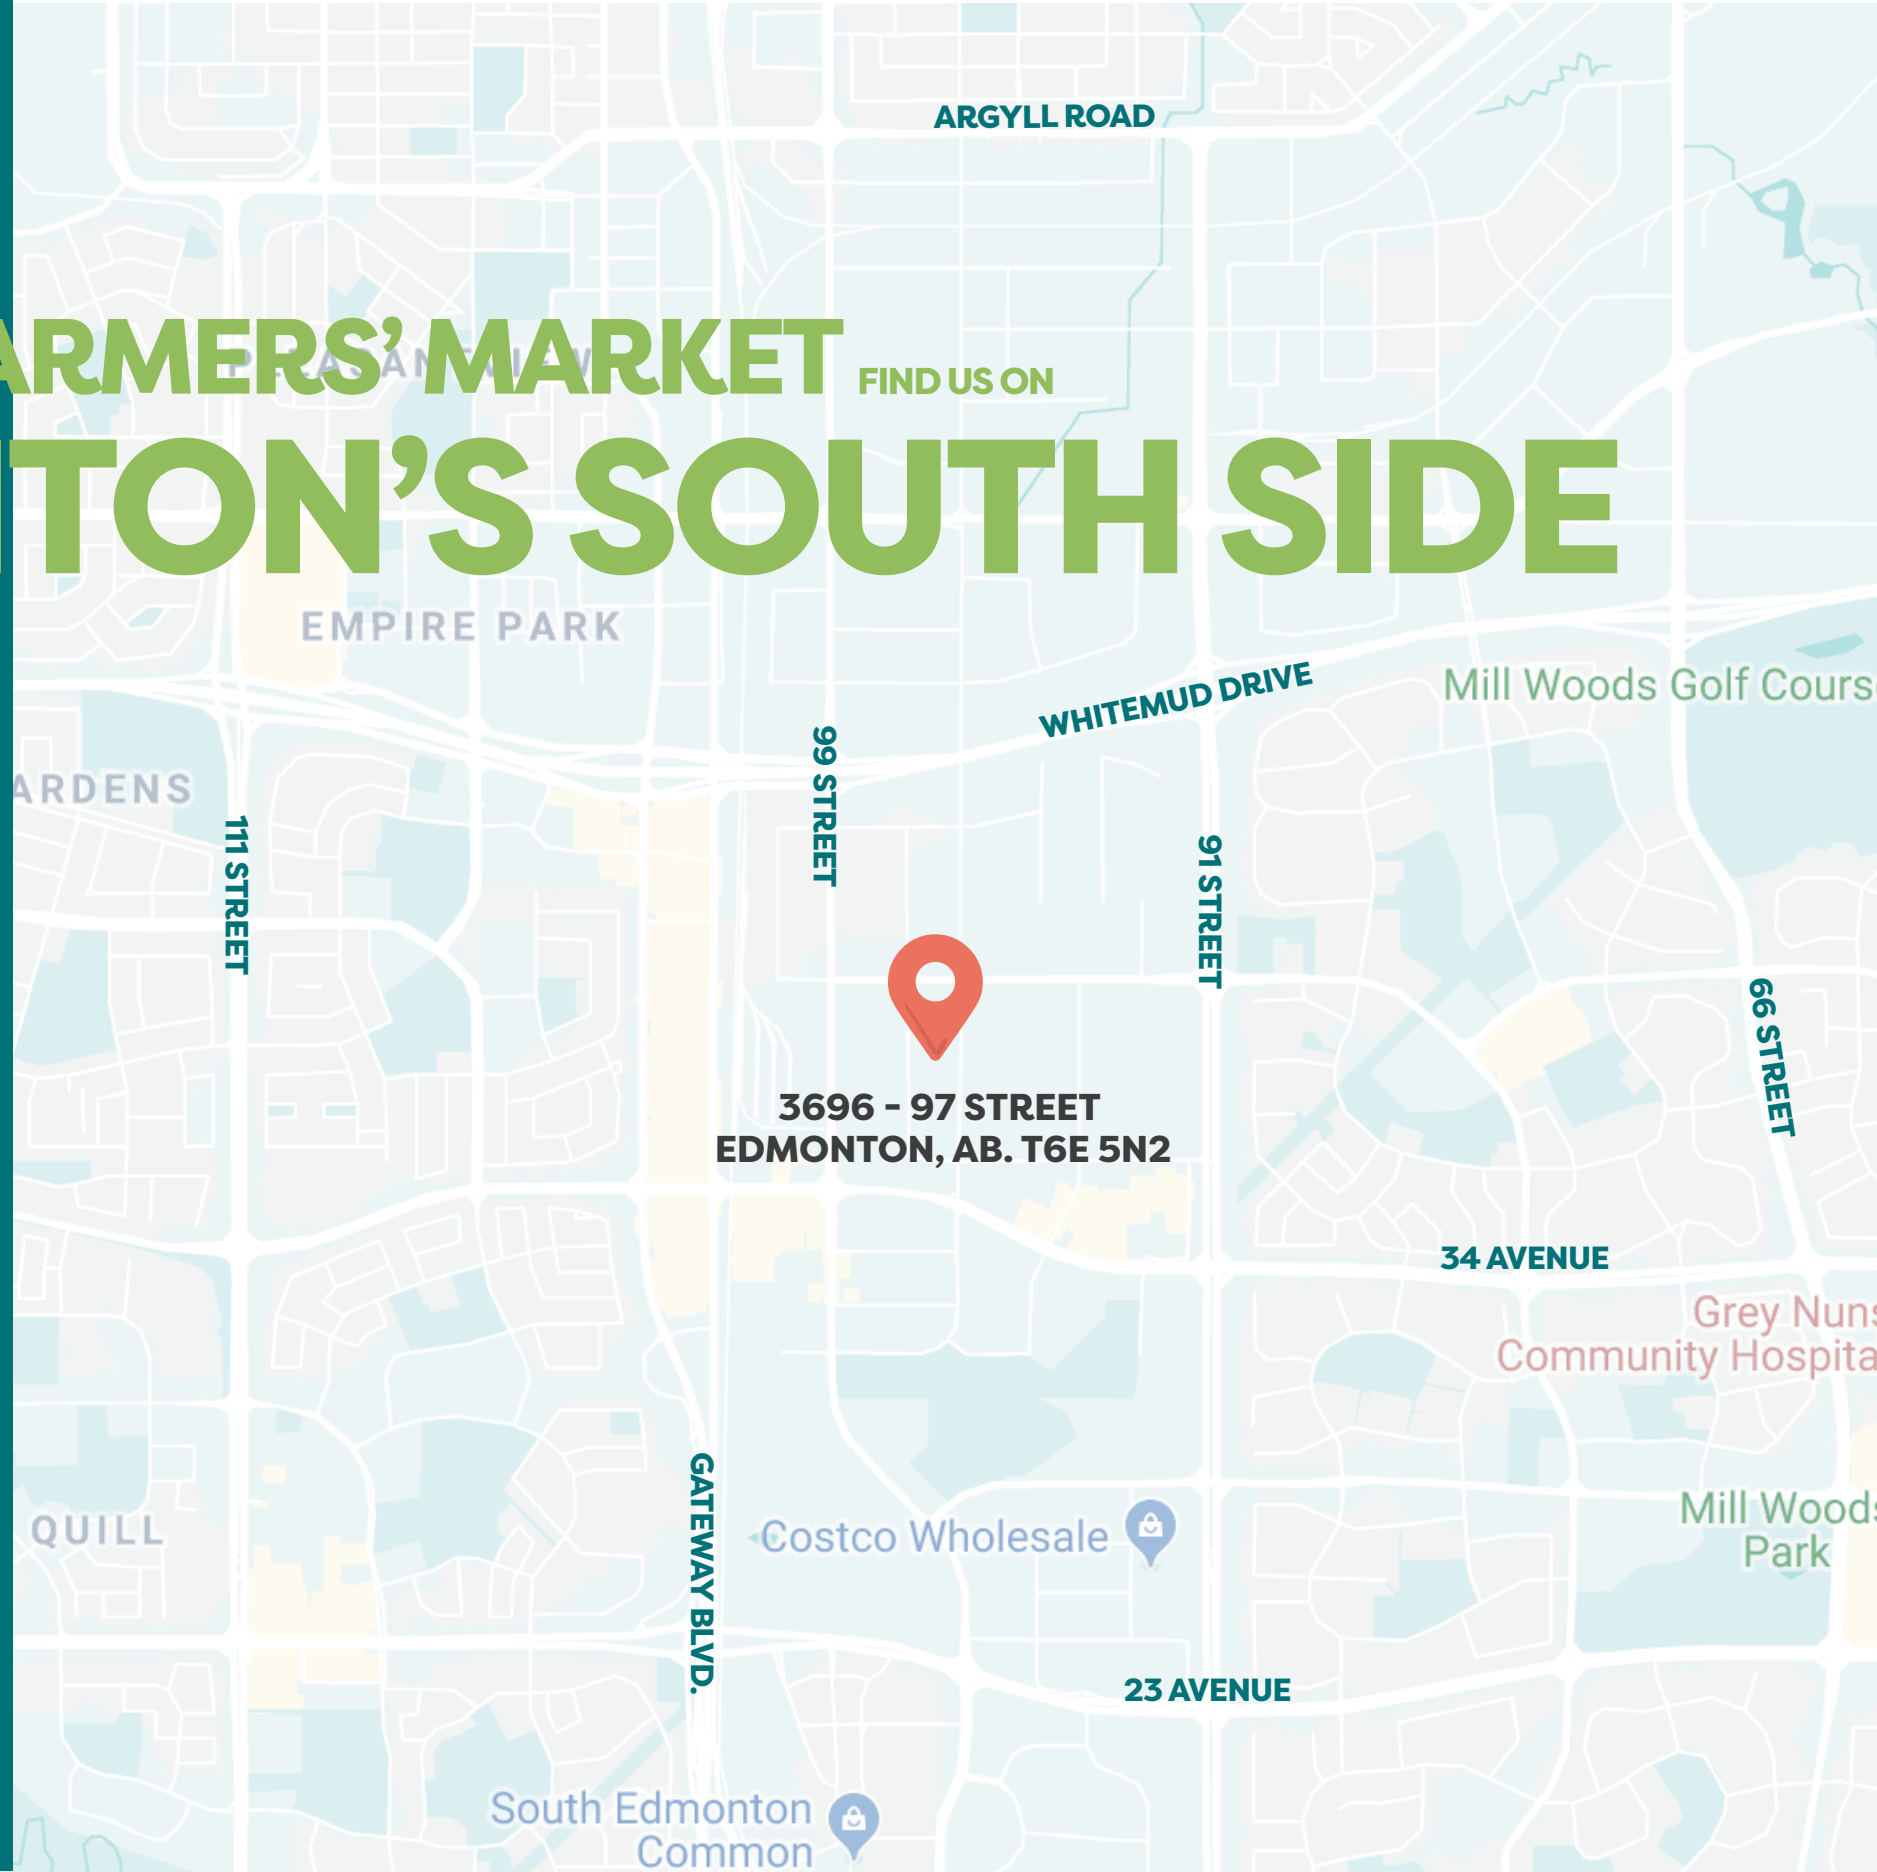 ARGYLL ROAD
ARMERS' MARKET FIND US ON
PLEASANTVIEW
TON'S SOUTH SIDE
EMPIRE PARK
WHITEMUD DRIVE
Mill Woods Golf Cours
99 STREET
ARDENS
111 STREET
91 STREET
66 STREET
3696 - 97 STREET
EDMONTON, AB. T6E 5N2
34 AVENUE
Grey Nuns
Community Hospita
GATEWAY BLVD.
Mill Woods
Park
QUILL
Costco Wholesale
23 AVENUE
South Edmonton
Common